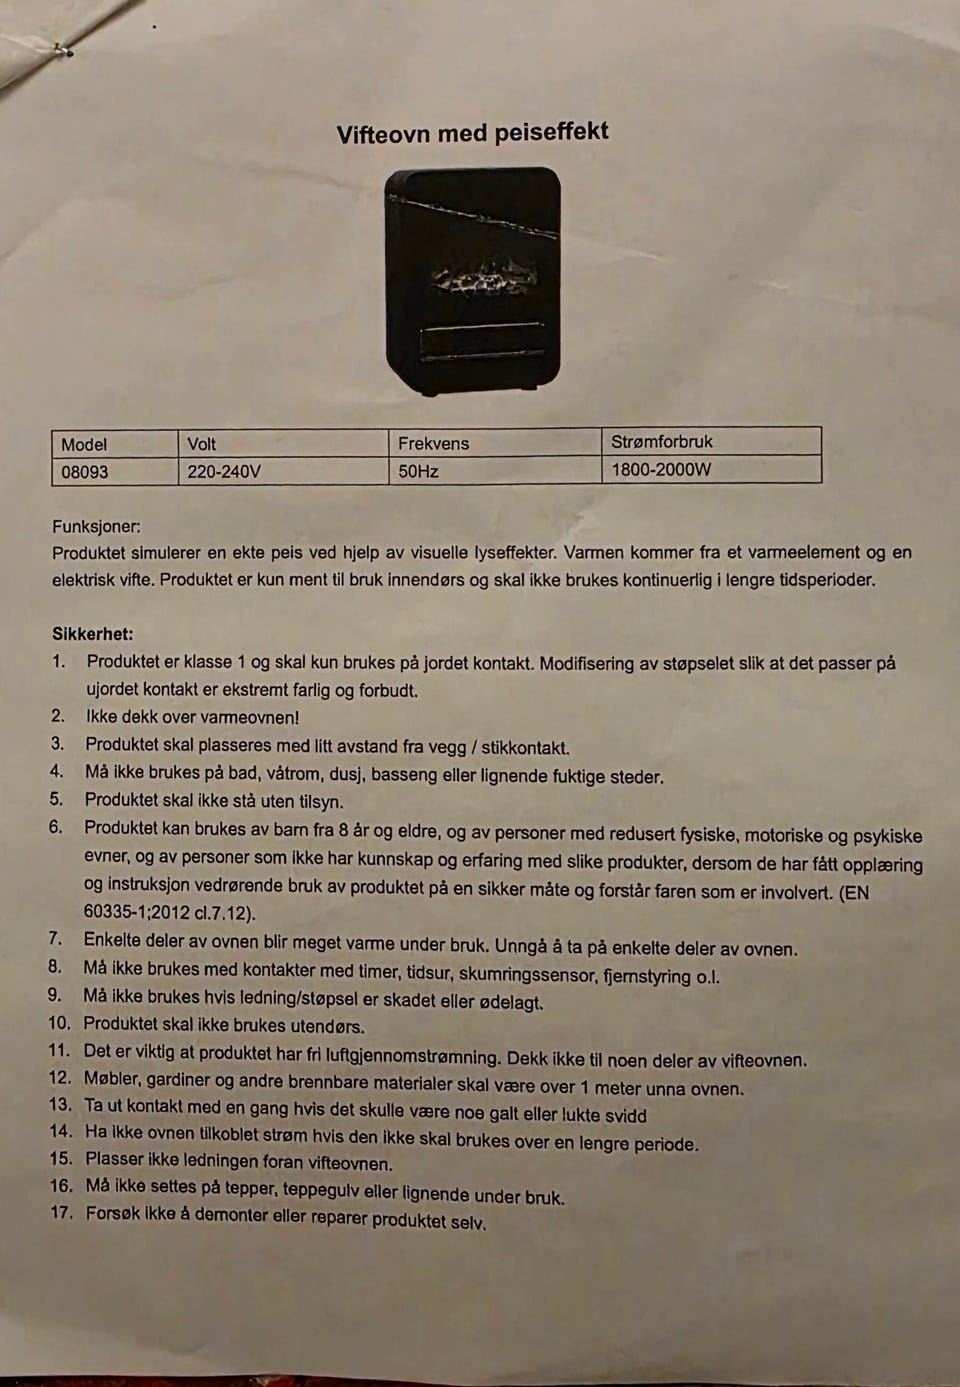 Vifteovn med peiseffekt
Model Volt Frekvens Strømforbruk
08093 220-240V 50Hz 1800-2000W
Funksjoner:
Produktet simulerer en ekte peis ved hjelp av visuelle lyseffekter. Varmen kommer fra et varmeelement og en
elektrisk vifte. Produktet er kun ment til bruk innendørs og skal ikke brukes kontinuerlig i lengre tidsperioder.
Sikkerhet:
1. Produktet er klasse 1 og skal kun brukes på jordet kontakt. Modifisering av støpselet slik at det passer på
ujordet kontakt er ekstremt farlig og forbudt.
2. Ikke dekk over varmeovnen!
3. Produktet skal plasseres med litt avstand fra vegg / stikkontakt.
4. Må ikke brukes på bad, våtrom, dusj, basseng eller lignende fuktige steder.
5. Produktet skal ikke stå uten tilsyn.
6. Produktet kan brukes av barn fra 8 år og eldre, og av personer med redusert fysiske, motoriske og psykiske
evner, og av personer som ikke har kunnskap og erfaring med slike produkter, dersom de har fått opplæring
og instruksjon vedrørende bruk av produktet på en sikker måte og forstår faren som er involvert. (EN
60335-1;2012 cl.7.12).
7. Enkelte deler av ovnen blir meget varme under bruk. Unngå å ta på enkelte deler av ovnen.
8. Må ikke brukes med kontakter med timer, tidsur, skumringssensor, fjernstyring o.l.
9. Må ikke brukes hvis ledning/støpsel er skadet eller ødelagt.
10. Produktet skal ikke brukes utendørs.
11. Det er viktig at produktet har fri luftgjennomstrømning. Dekk ikke til noen deler av vifteovnen.
12. Møbler, gardiner og andre brennbare materialer skal være over 1 meter unna ovnen.
13. Ta ut kontakt med en gang hvis det skulle være noe galt eller lukte svidd
14. Ha ikke ovnen tilkoblet strøm hvis den ikke skal brukes over en lengre periode.
15. Plasser ikke ledningen foran vifteovnen.
16. Må ikke settes på tepper, teppegulv eller lignende under bruk.
17. Forsøk ikke å demonter eller reparer produktet selv.